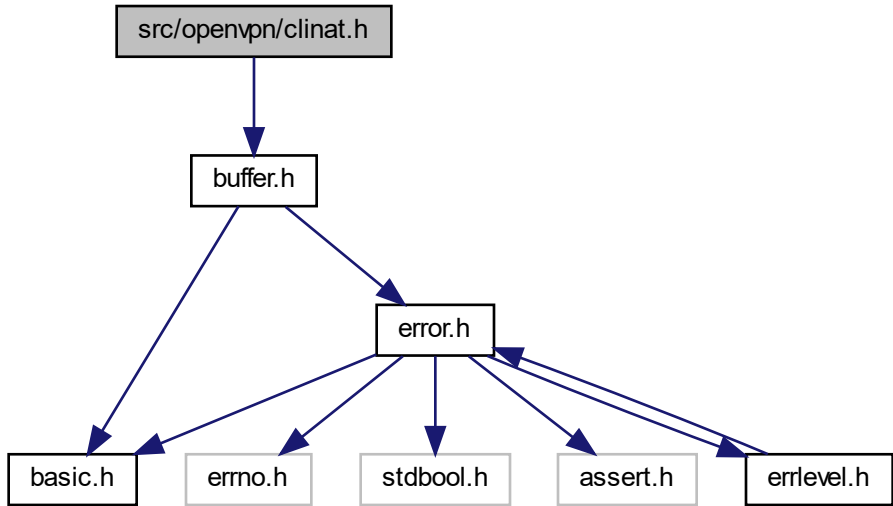 src/openvpn/clinat.h
buffer.h
error.h
basic.h
errno.h
stdbool.h
assert.h
errlevel.h